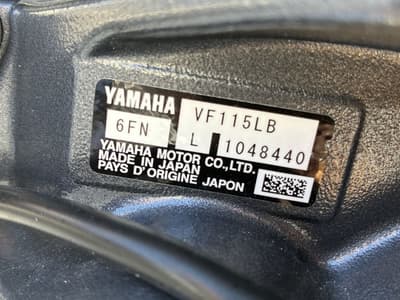 YAMAHA VF115LB
6FN L 1048440
YAMAHA MOTOR CO.,LTD.
MADE IN JAPAN
PAYS D'ORIGINE JAPON